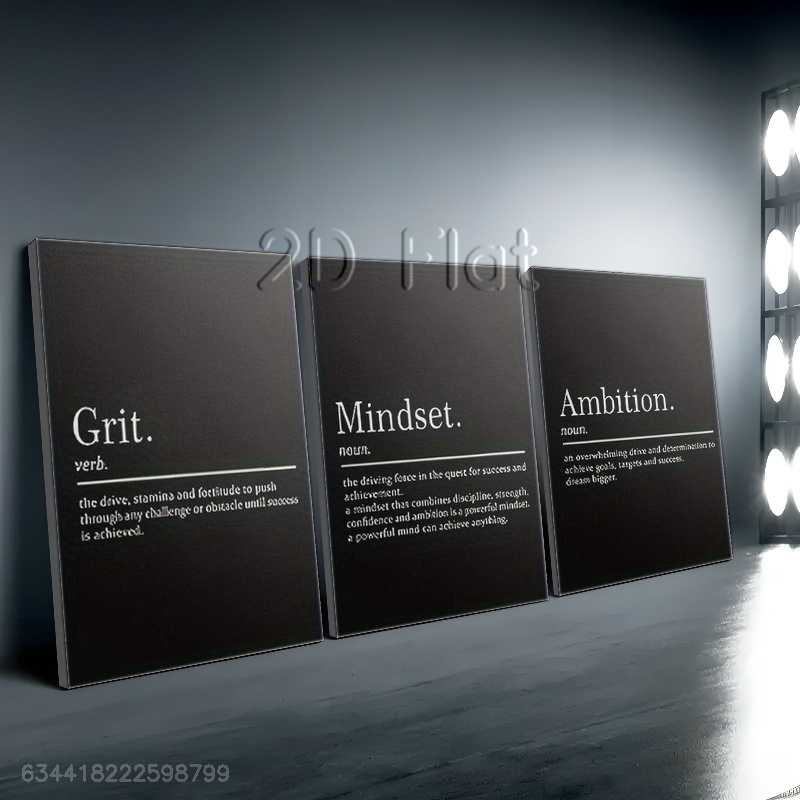 2D Flat
Grit.
verb.
the drive, stamina and fortitude to push
through any challenge or obstacle until success
is achieved.
Mindset.
noun.
the driving force in the quest for success and
achievement.
a mindset that combines discipline, strength,
confidence and ambition is a powerful mindset.
a powerful mind can achieve anything.
Ambition.
noun.
an overwhelming drive and determination to
achieve goals, targets and success.
dream bigger.
634418222598799